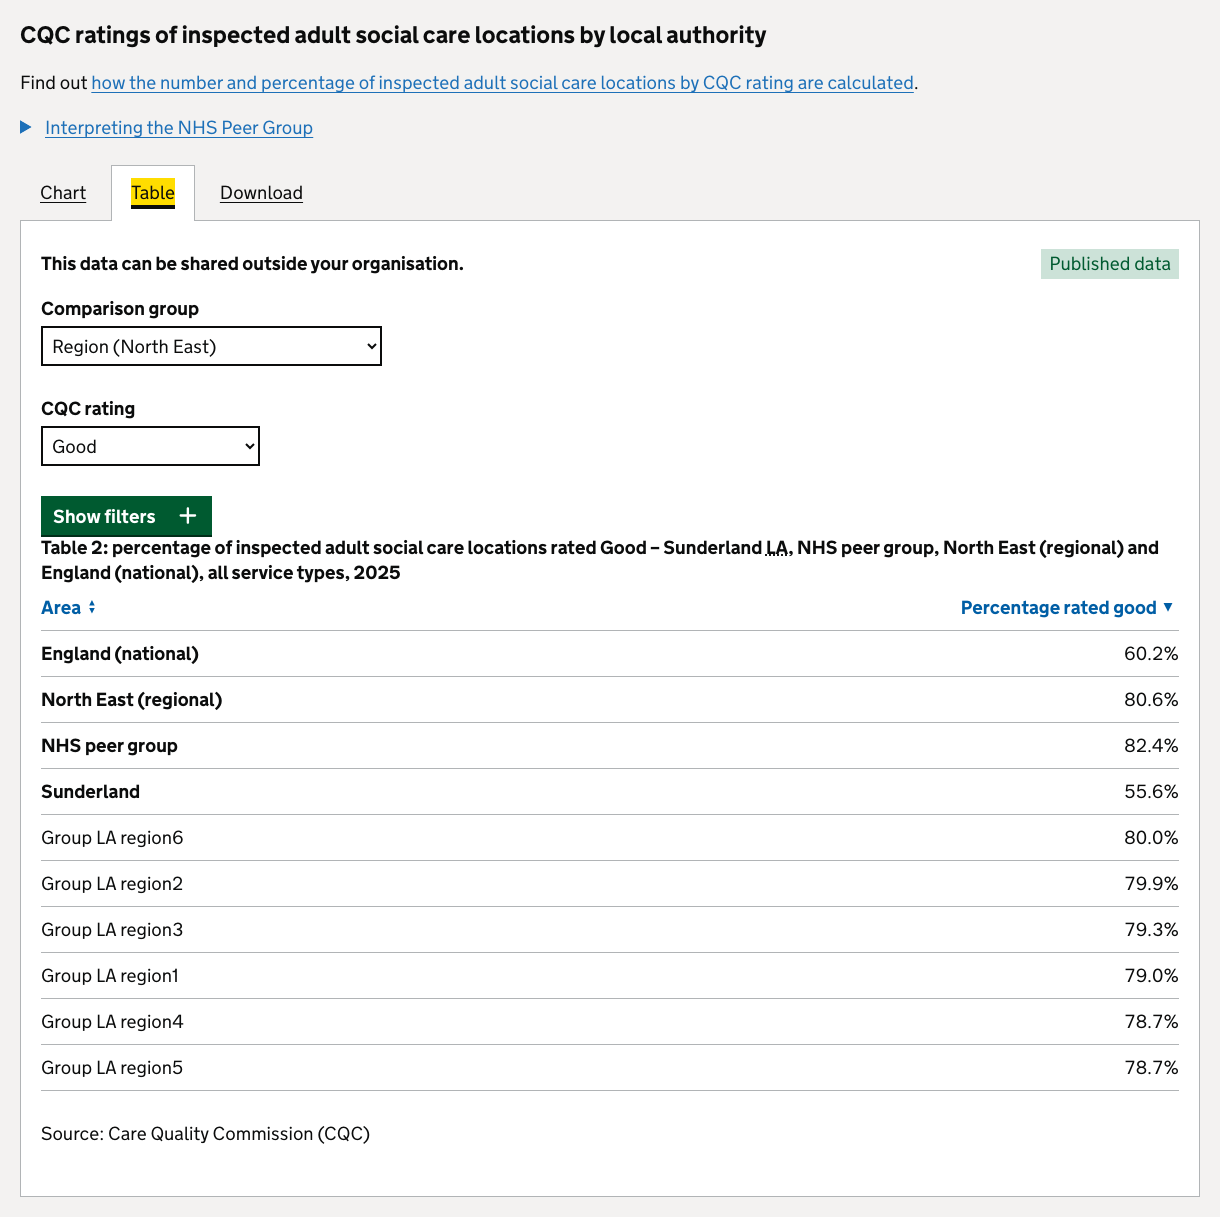 CQC ratings of inspected adult social care locations by local authority
Find out how the number and percentage of inspected adult social care locations by CQC rating are calculated.
Interpreting the NHS Peer Group
Chart
Table
Download
This data can be shared outside your organisation.
Published data
Comparison group
Region (North East)
CQC rating
Good
Show filters
Table 2: percentage of inspected adult social care locations rated Good – Sunderland LA, NHS peer group, North East (regional) and
England (national), all service types, 2025
Area Percentage rated good
England (national) 60.2%
North East (regional) 80.6%
NHS peer group 82.4%
Sunderland 55.6%
Group LA region6 80.0%
Group LA region2 79.9%
Group LA region3 79.3%
Group LA region1 79.0%
Group LA region4 78.7%
Group LA region5 78.7%
Source: Care Quality Commission (CQC)